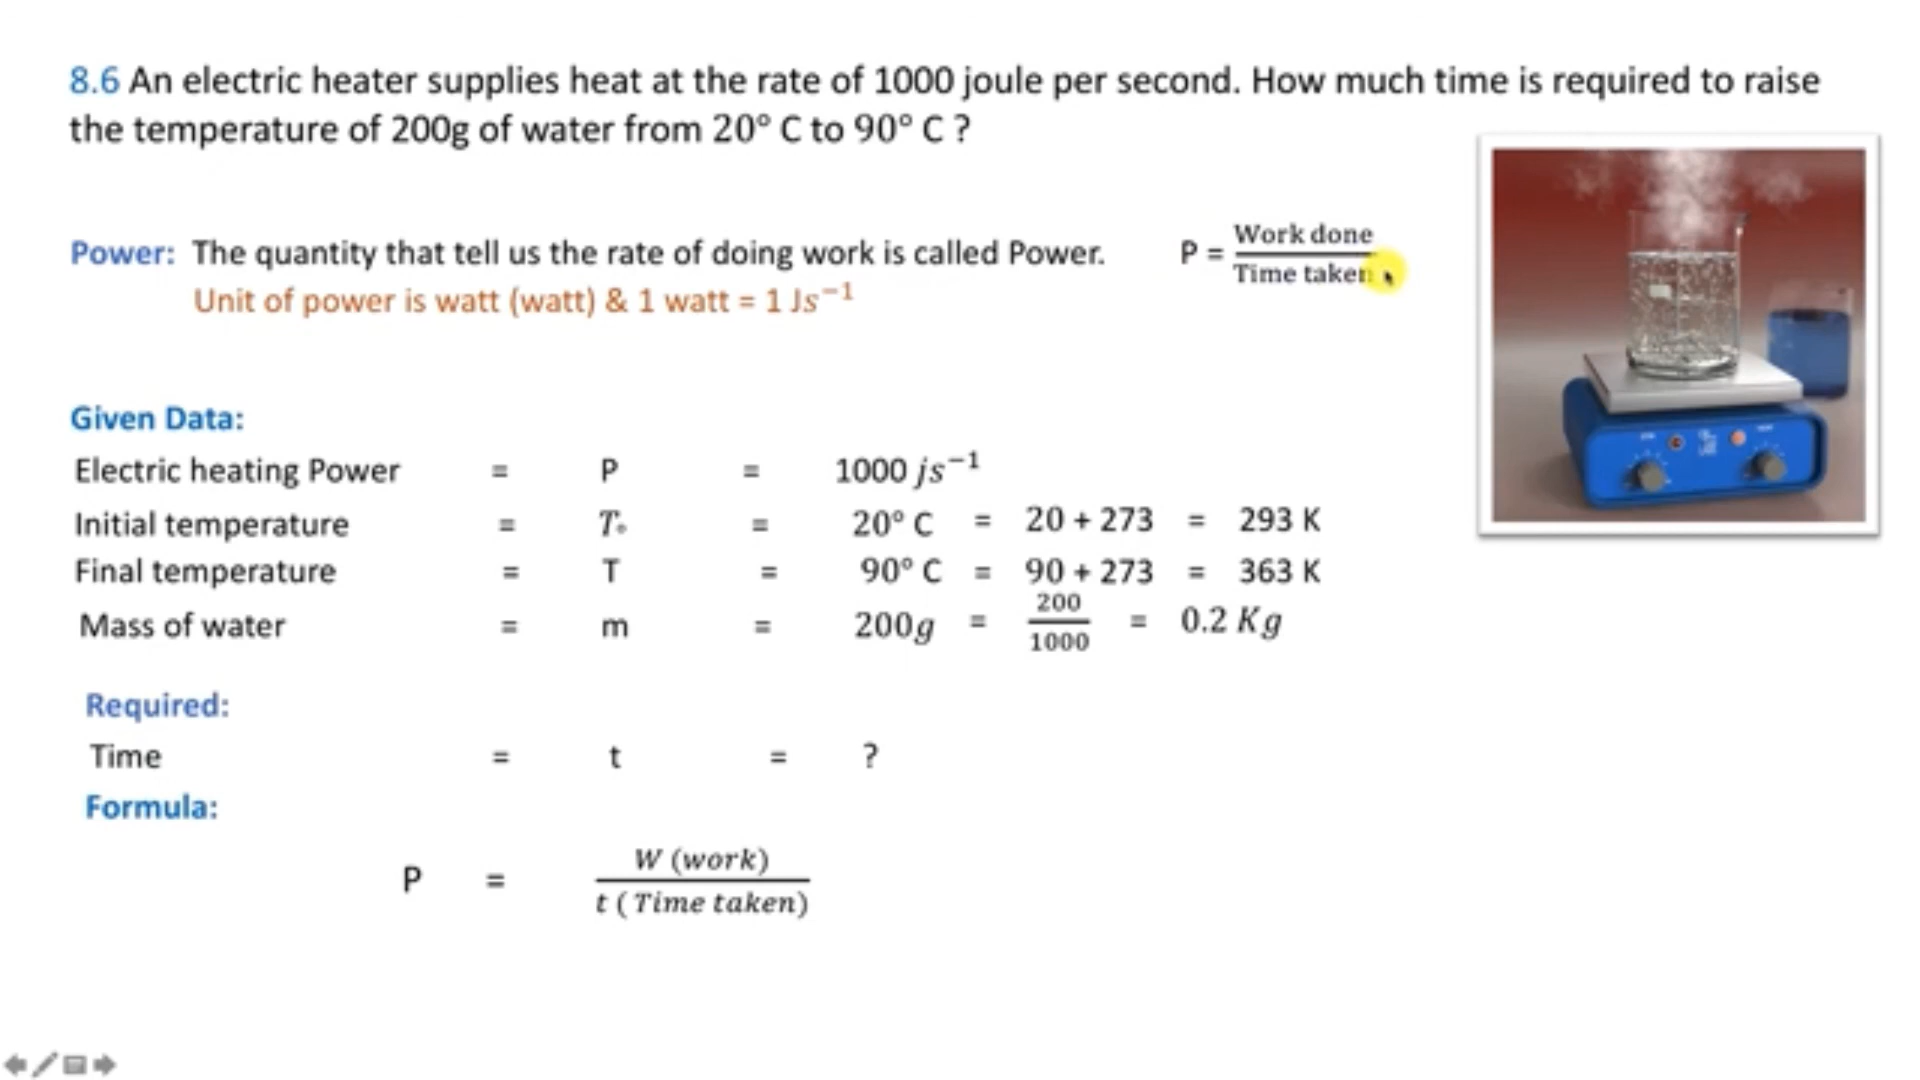 8.6 An electric heater supplies heat at the rate of 1000 joule per second. How much time is required to raise
the temperature of 200g of water from 20° C to 90° C ?
Power: The quantity that tell us the rate of doing work is called Power. P = Work done / Time taken
Unit of power is watt (watt) & 1 watt = 1 Js⁻¹
Given Data:
Electric heating Power = P = 1000 js⁻¹
Initial temperature = T₀ = 20° C = 20 + 273 = 293 K
Final temperature = T = 90° C = 90 + 273 = 363 K
Mass of water = m = 200g = 200 / 1000 = 0.2 Kg
Required:
Time = t = ?
Formula:
P = W (work) / t ( Time taken)